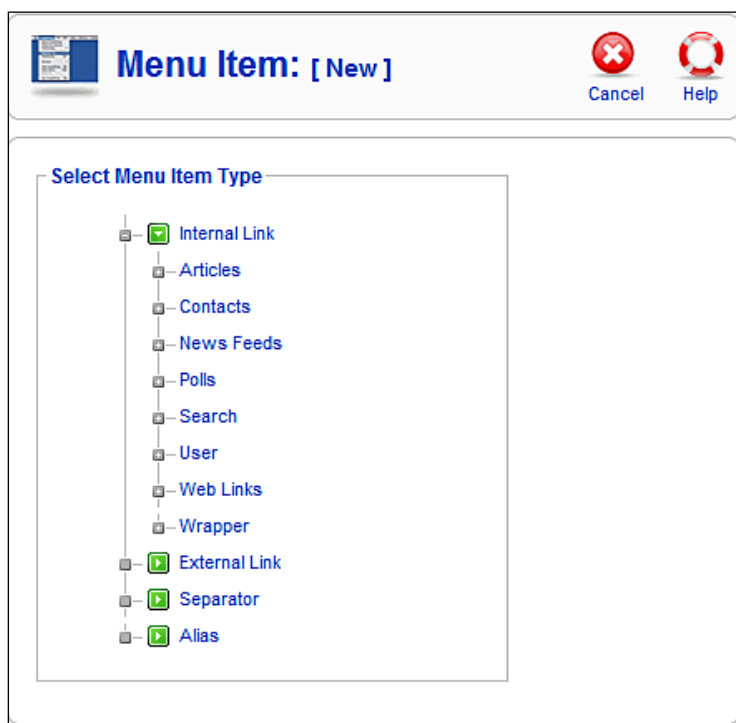 Menu Item: [ New ]
Cancel
Help
Select Menu Item Type
Internal Link
Articles
Contacts
News Feeds
Polls
Search
User
Web Links
Wrapper
External Link
Separator
Alias